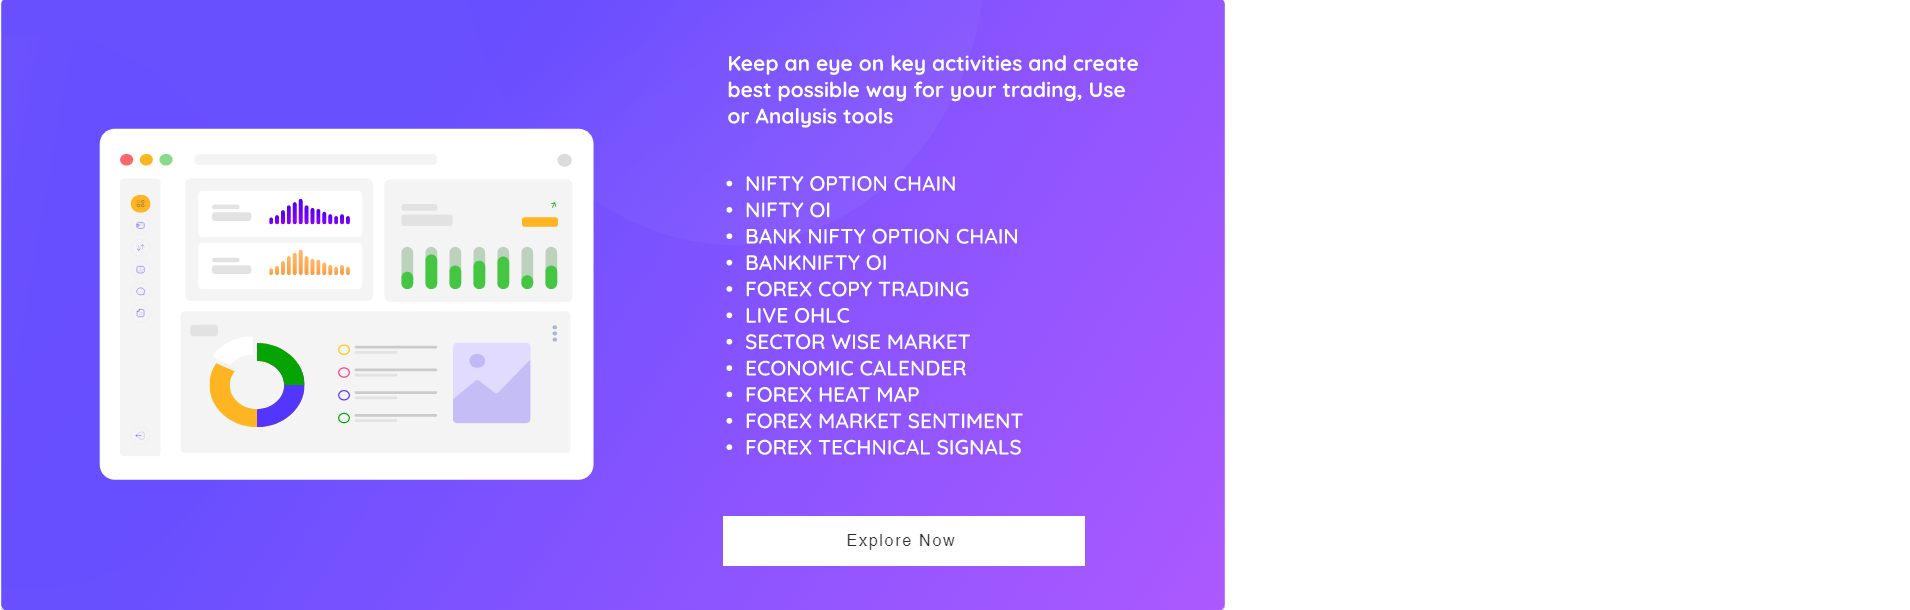 Keep an eye on key activities and create
best possible way for your trading, Use
or Analysis tools
• NIFTY OPTION CHAIN
• NIFTY OI
• BANK NIFTY OPTION CHAIN
• BANKNIFTY OI
• FOREX COPY TRADING
• LIVE OHLC
• SECTOR WISE MARKET
• ECONOMIC CALENDER
• FOREX HEAT MAP
• FOREX MARKET SENTIMENT
• FOREX TECHNICAL SIGNALS
Explore Now